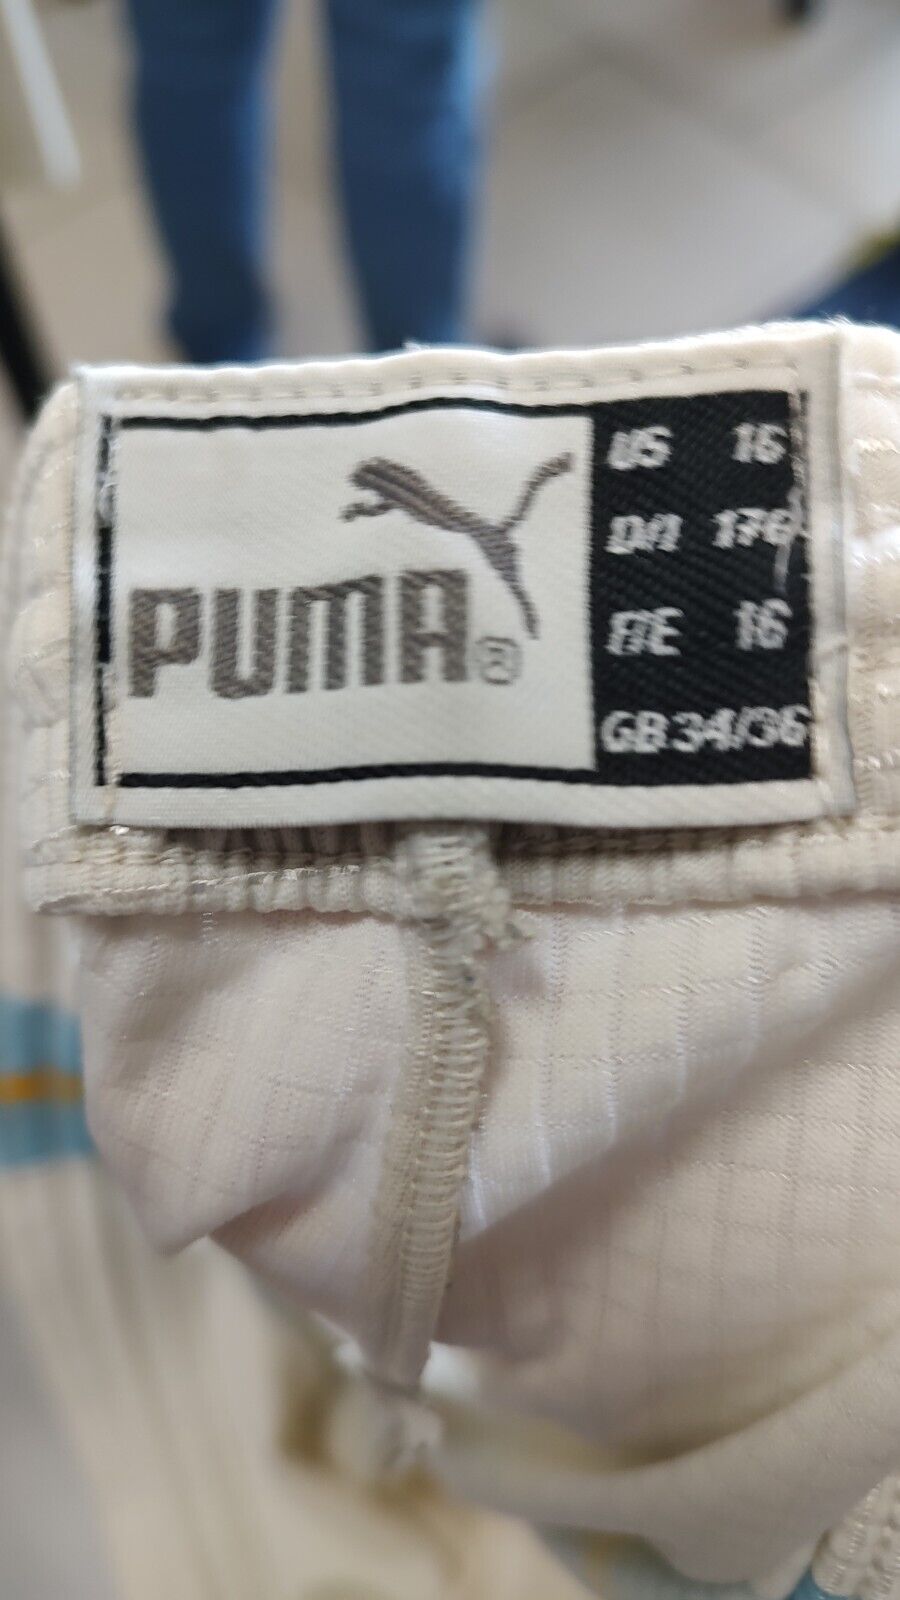 PUMA®
US 16
D/I 176
F/E 16
GB 34/36